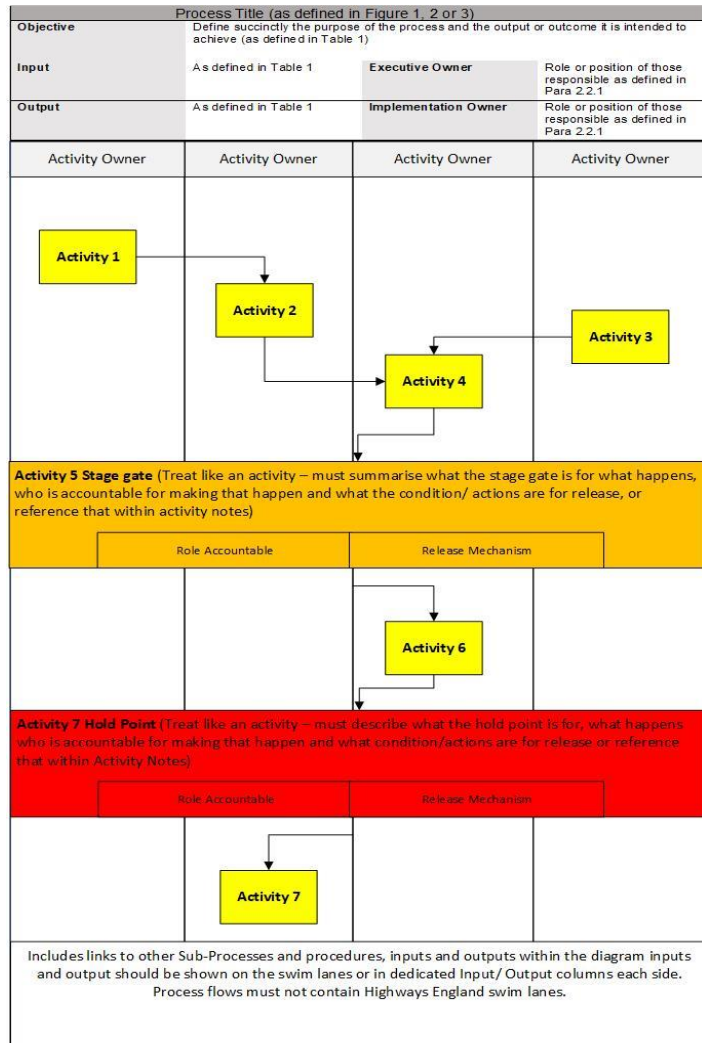 Process Title (as defined in Figure 1, 2 or 3)
Objective
Define succinctly the purpose of the process and the output or outcome it is intended to
achieve (as defined in Table 1)
Input
As defined in Table 1
Executive Owner
Role or position of those
responsible as defined in
Para 2.2.1
Output
As defined in Table 1
Implementation Owner
Role or position of those
responsible as defined in
Para 2.2.1
Activity Owner
Activity Owner
Activity Owner
Activity Owner
Activity 1
Activity 2
Activity 3
Activity 4
Activity 5 Stage gate (Treat like an activity – must summarise what the stage gate is for what happens,
who is accountable for making that happen and what the condition/ actions are for release, or
reference that within activity notes)
Role Accountable
Release Mechanism
Activity 6
Activity 7 Hold Point (Treat like an activity – must describe what the hold point is for, what happens
who is accountable for making that happen and what condition/actions are for release or reference
that within Activity Notes)
Role Accountable
Release Mechanism
Activity 7
Includes links to other Sub-Processes and procedures, inputs and outputs within the diagram inputs
and output should be shown on the swim lanes or in dedicated Input/ Output columns each side.
Process flows must not contain Highways England swim lanes.